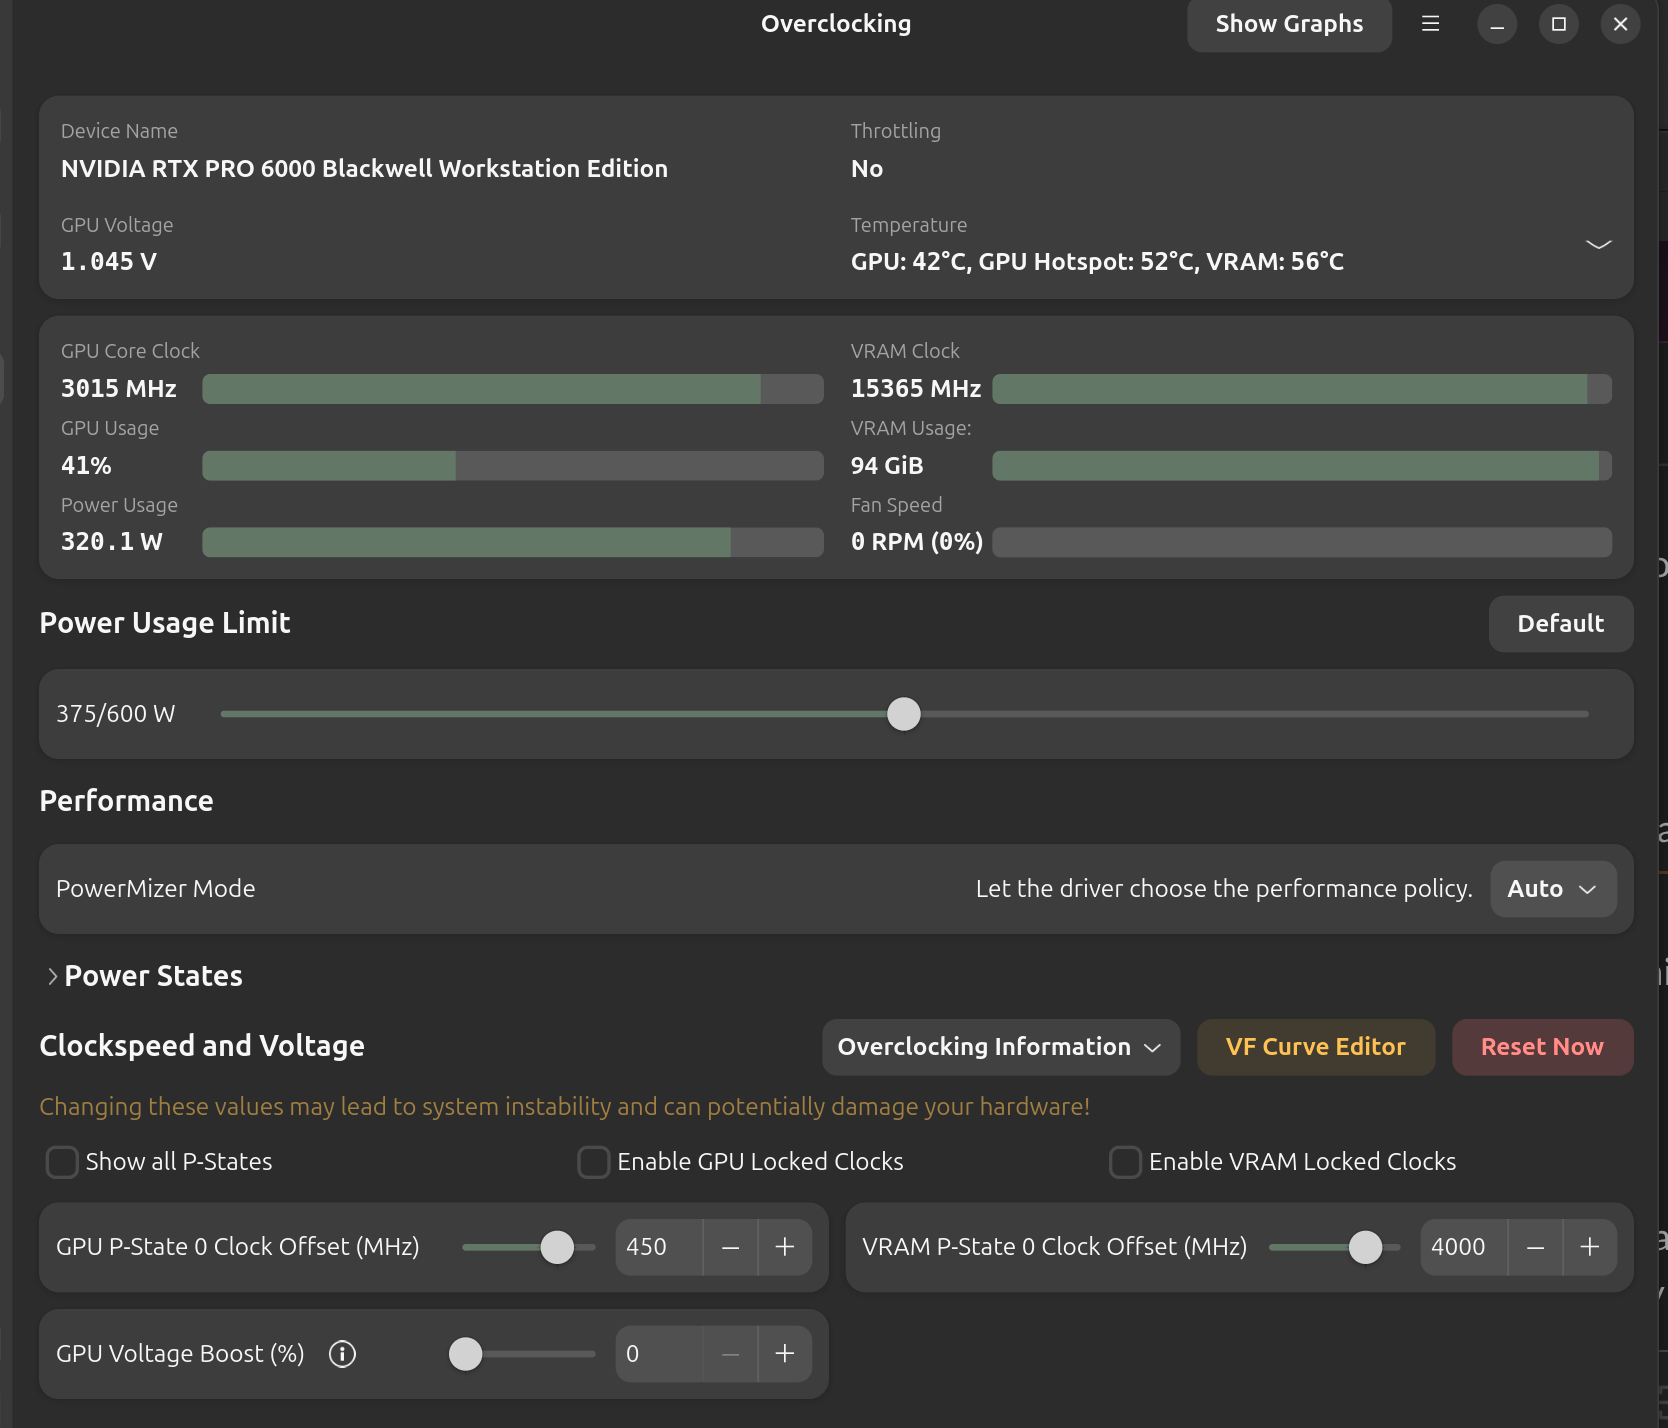 Overclocking
Show Graphs
Device Name
NVIDIA RTX PRO 6000 Blackwell Workstation Edition
Throttling
No
GPU Voltage
1.045 V
Temperature
GPU: 42°C, GPU Hotspot: 52°C, VRAM: 56°C
GPU Core Clock
3015 MHz
VRAM Clock
15365 MHz
GPU Usage
41%
VRAM Usage:
94 GiB
Power Usage
320.1 W
Fan Speed
0 RPM (0%)
Power Usage Limit
Default
375/600 W
Performance
PowerMizer Mode
Let the driver choose the performance policy.
Auto
Power States
Clockspeed and Voltage
Overclocking Information
VF Curve Editor
Reset Now
Changing these values may lead to system instability and can potentially damage your hardware!
Show all P-States
Enable GPU Locked Clocks
Enable VRAM Locked Clocks
GPU P-State 0 Clock Offset (MHz)
450
VRAM P-State 0 Clock Offset (MHz)
4000
GPU Voltage Boost (%)
0